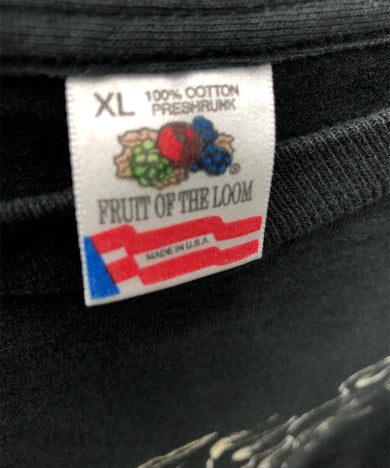 XL 100% COTTON
PRESHRUNK
®
FRUIT OF THE LOOM
MADE IN U.S.A.